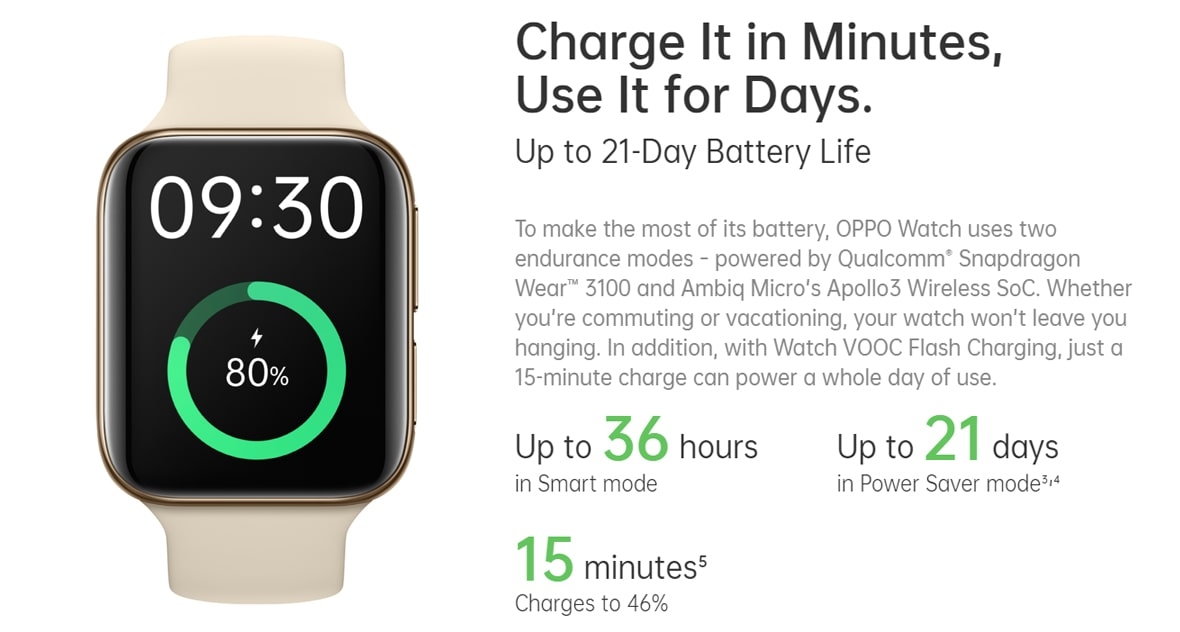 09:30
80%
Charge It in Minutes,
Use It for Days.
Up to 21-Day Battery Life
To make the most of its battery, OPPO Watch uses two
endurance modes - powered by Qualcomm® Snapdragon
Wear™ 3100 and Ambiq Micro's Apollo3 Wireless SoC. Whether
you're commuting or vacationing, your watch won't leave you
hanging. In addition, with Watch VOOC Flash Charging, just a
15-minute charge can power a whole day of use.
Up to 36 hours
in Smart mode
Up to 21 days
in Power Saver mode³,⁴
15 minutes⁵
Charges to 46%